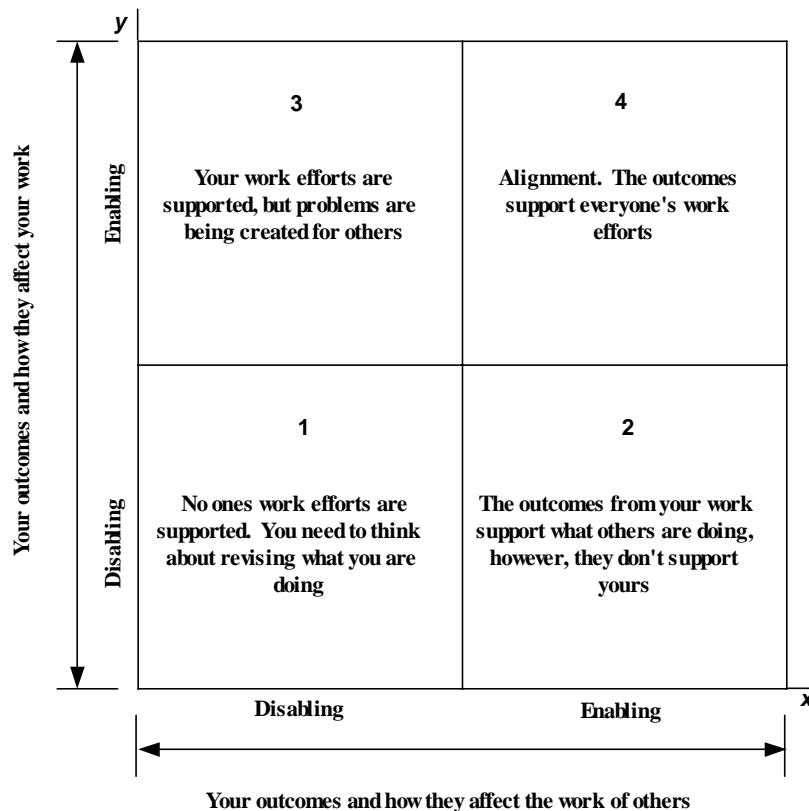 y
Your outcomes and how they affect your work
Enabling
Disabling
3
Your work efforts are
supported, but problems are
being created for others
4
Alignment. The outcomes
support everyone's work
efforts
1
No ones work efforts are
supported. You need to think
about revising what you are
doing
2
The outcomes from your work
support what others are doing,
however, they don't support
yours
x
Disabling
Enabling
Your outcomes and how they affect the work of others